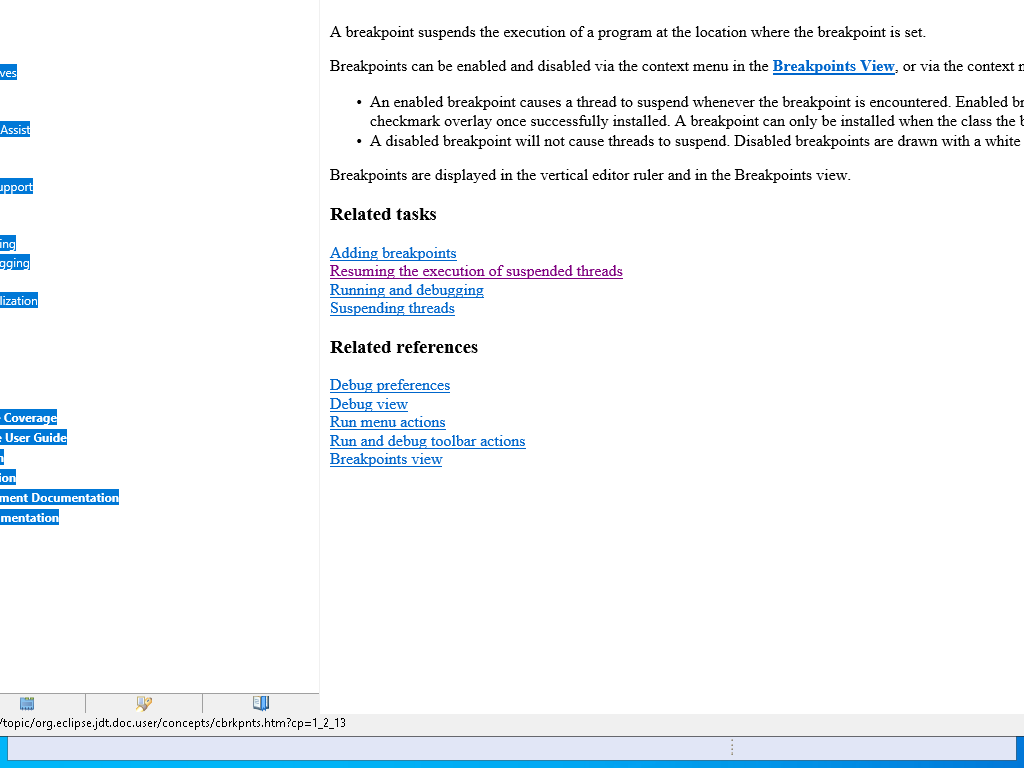 ves
Assist
upport
ing
gging
lization
Coverage
User Guide
ion
ment Documentation
mentation
A breakpoint suspends the execution of a program at the location where the breakpoint is set.
Breakpoints can be enabled and disabled via the context menu in the Breakpoints View, or via the context
• An enabled breakpoint causes a thread to suspend whenever the breakpoint is encountered. Enabled br
checkmark overlay once successfully installed. A breakpoint can only be installed when the class the b
• A disabled breakpoint will not cause threads to suspend. Disabled breakpoints are drawn with a white
Breakpoints are displayed in the vertical editor ruler and in the Breakpoints view.
Related tasks
Adding breakpoints
Resuming the execution of suspended threads
Running and debugging
Suspending threads
Related references
Debug preferences
Debug view
Run menu actions
Run and debug toolbar actions
Breakpoints view
/topic/org.eclipse.jdt.doc.user/concepts/cbrkpnts.htm?cp=1_2_13